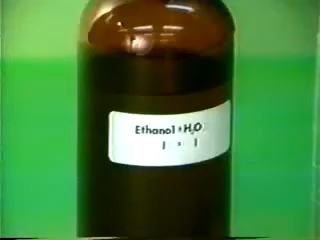 Ethanol + H₂O
1 : 1